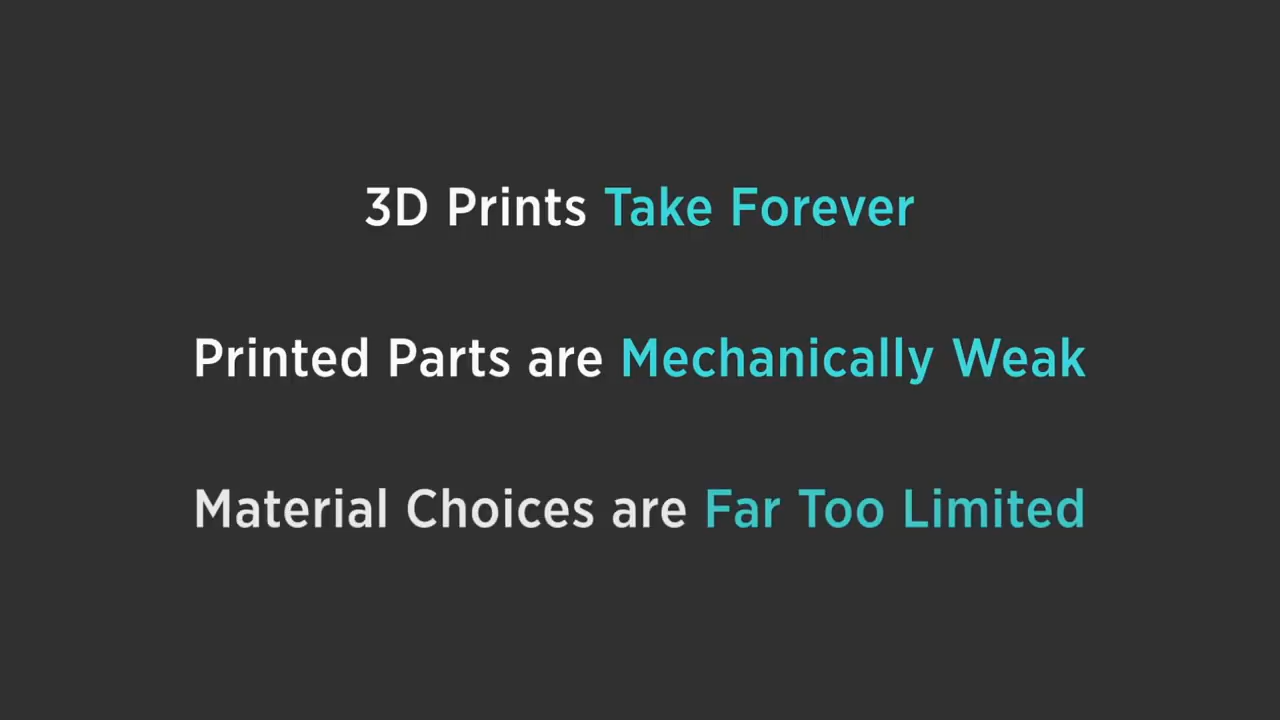 3D Prints Take Forever
Printed Parts are Mechanically Weak
Material Choices are Far Too Limited